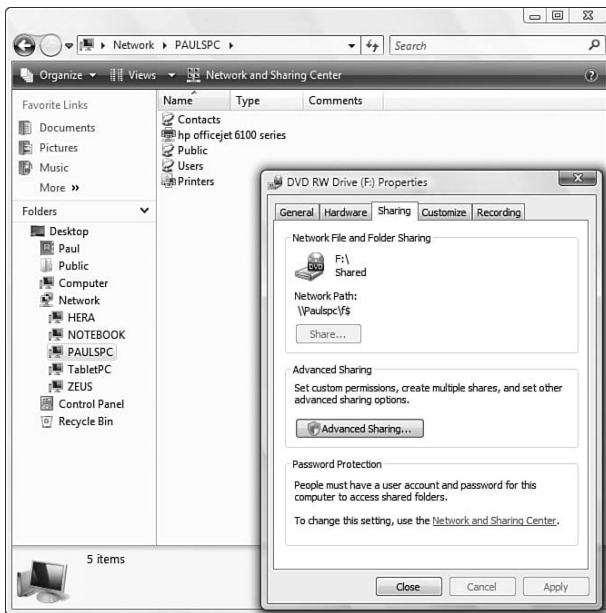 Network ▸ PAULSPC ▸
Search
Organize
Views
Network and Sharing Center
Favorite Links
Documents
Pictures
Music
More »
Folders
Desktop
Paul
Public
Computer
Network
HERA
NOTEBOOK
PAULSPC
TabletPC
ZEUS
Control Panel
Recycle Bin
Name Type Comments
Contacts
hp officejet 6100 series
Public
Users
Printers
DVD RW Drive (F:) Properties
General Hardware Sharing Customize Recording
Network File and Folder Sharing
DVD
F:\
Shared
Network Path:
\\Paulspc\f$
Share...
Advanced Sharing
Set custom permissions, create multiple shares, and set other
advanced sharing options.
Advanced Sharing...
Password Protection
People must have a user account and password for this
computer to access shared folders.
To change this setting, use the Network and Sharing Center.
Close Cancel Apply
5 items